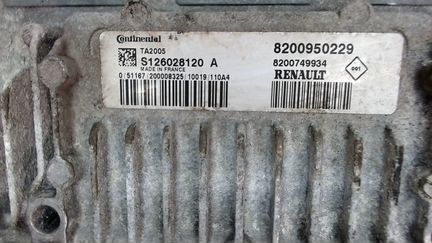 Continental
TA2005
S126028120 A
MADE IN FRANCE
0 51167 200008325 10019 110A4
8200950229
8200749934
RENAULT
001